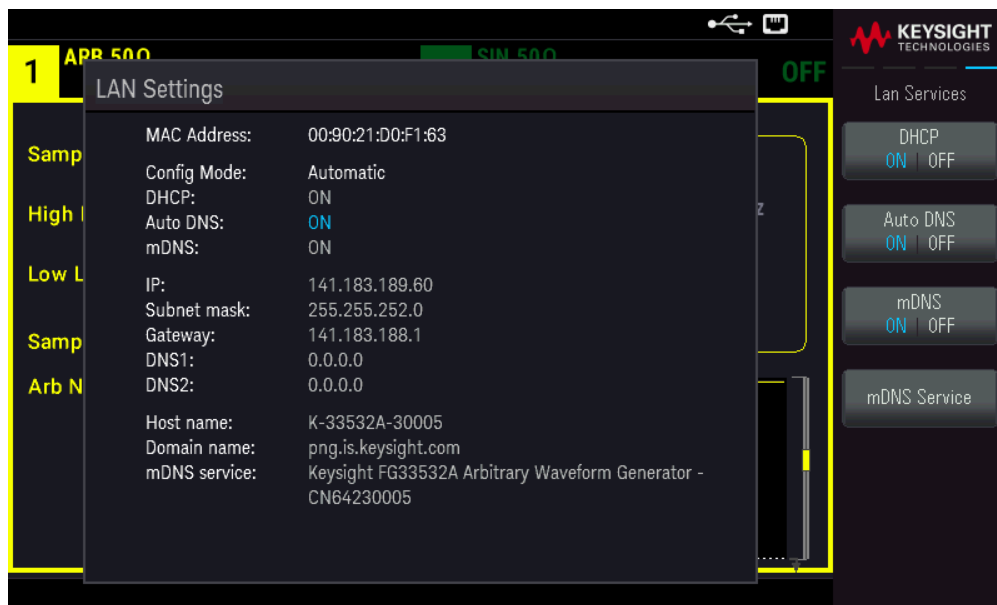 KEYSIGHT
TECHNOLOGIES
1 ARB 50Ω SIN 50Ω OFF
LAN Settings
MAC Address: 00:90:21:D0:F1:63
Config Mode: Automatic
DHCP: ON
Auto DNS: ON
mDNS: ON
IP: 141.183.189.60
Subnet mask: 255.255.252.0
Gateway: 141.183.188.1
DNS1: 0.0.0.0
DNS2: 0.0.0.0
Host name: K-33532A-30005
Domain name: png.is.keysight.com
mDNS service: Keysight FG33532A Arbitrary Waveform Generator -
CN64230005
Samp
High
Low L
Samp
Arb N
z
Lan Services
DHCP
ON | OFF
Auto DNS
ON | OFF
mDNS
ON | OFF
mDNS Service